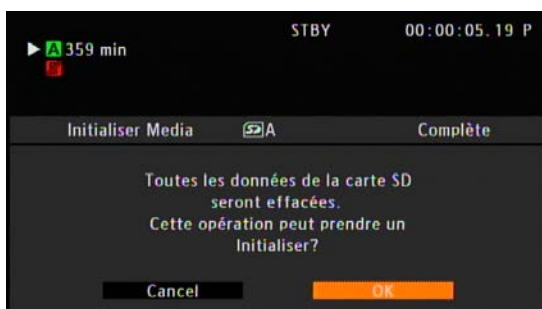 STBY 00:00:05.19 P
A 359 min
Initialiser Media A Complète
Toutes les données de la carte SD
seront effacées.
Cette opération peut prendre un
Initialiser?
Cancel OK